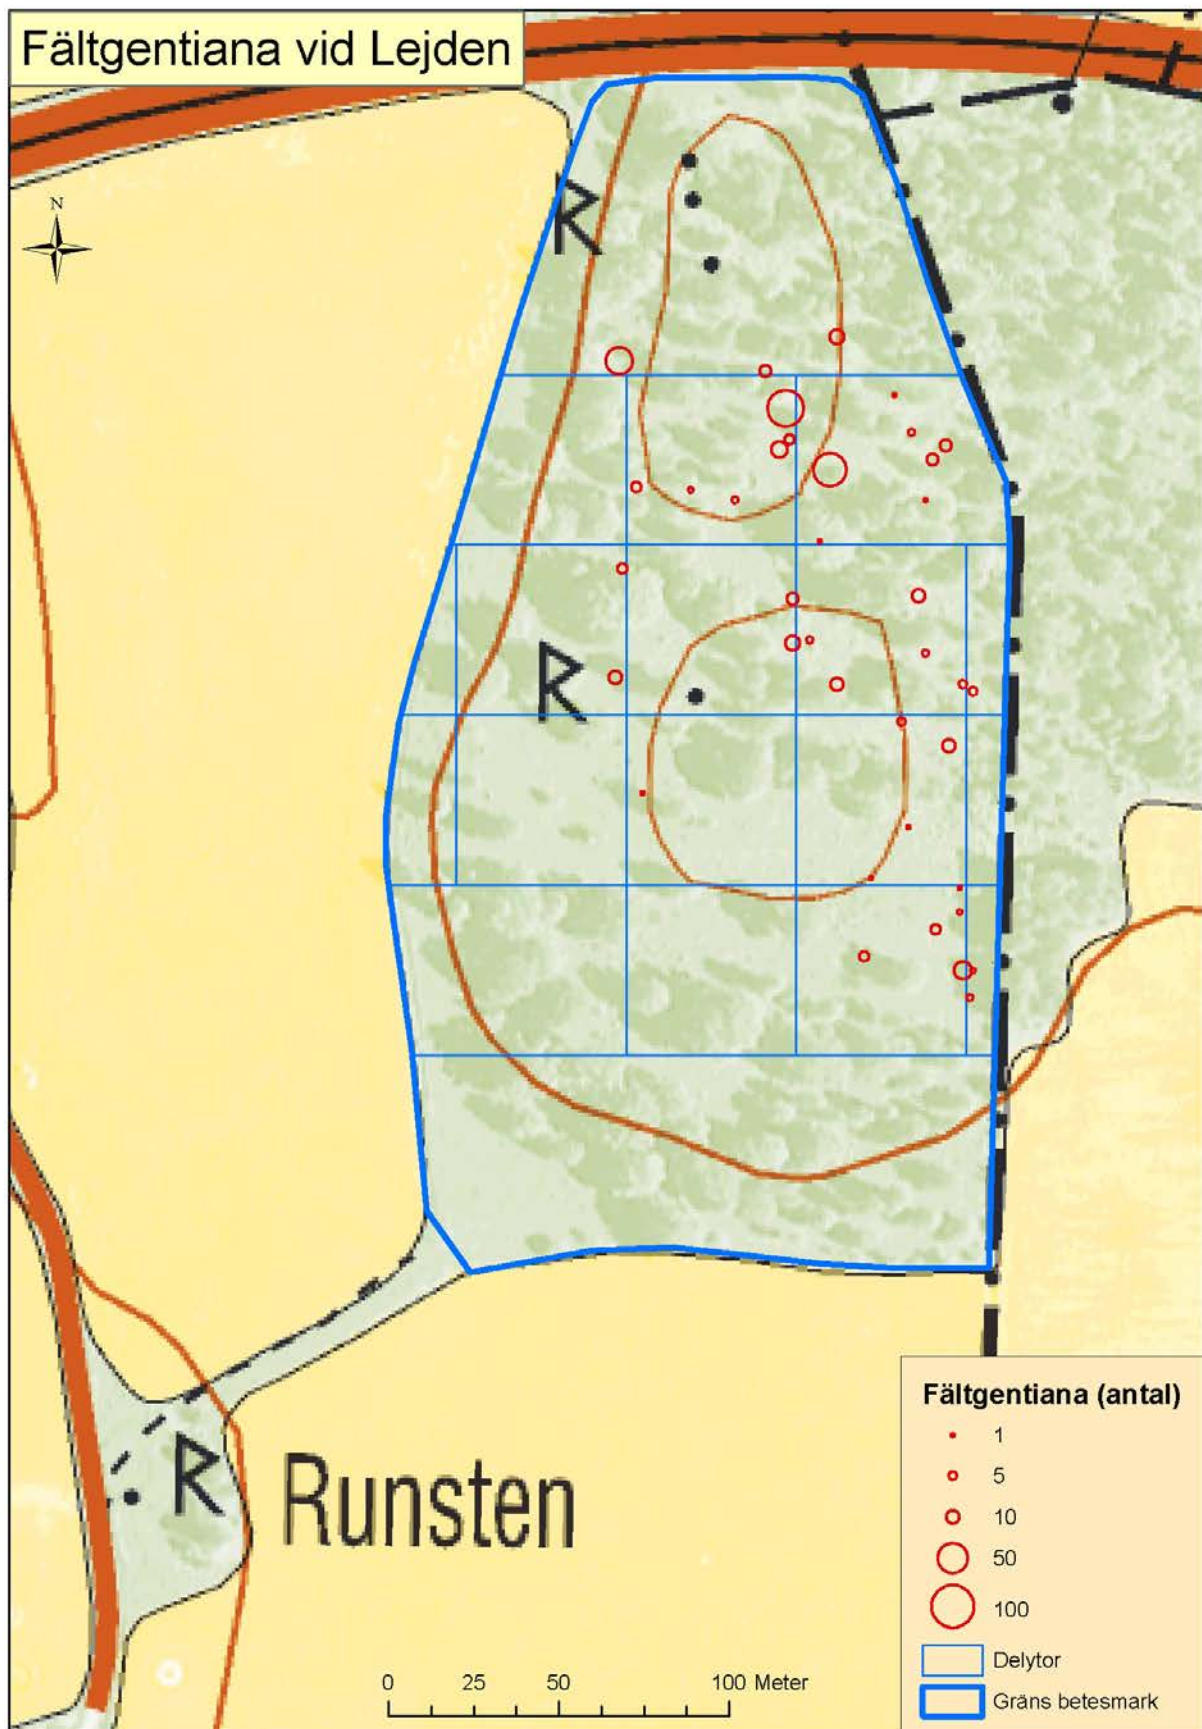 Fältgentiana vid Lejden
N
R
R
R
Runsten
Fältgentiana (antal)
1
5
10
50
100
Delytor
Gräns betesmark
0 25 50 100 Meter